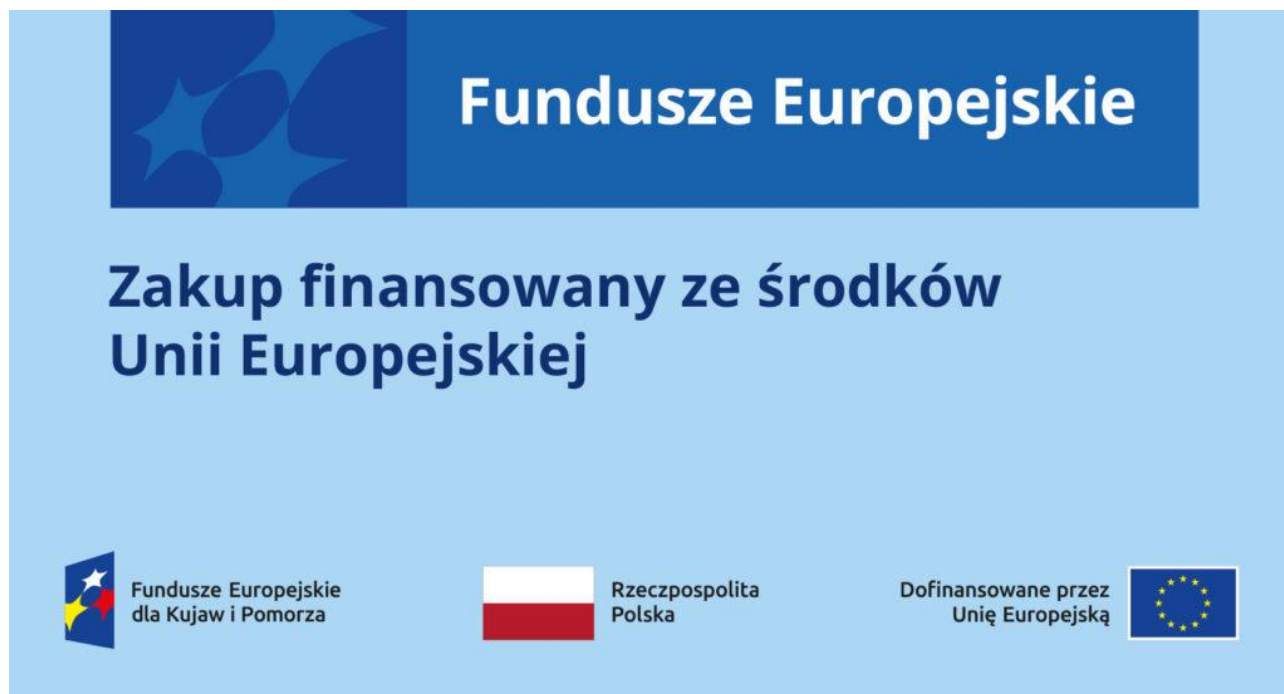 Fundusze Europejskie
Zakup finansowany ze środków
Unii Europejskiej
Fundusze Europejskie
dla Kujaw i Pomorza
Rzeczpospolita
Polska
Dofinansowane przez
Unię Europejską